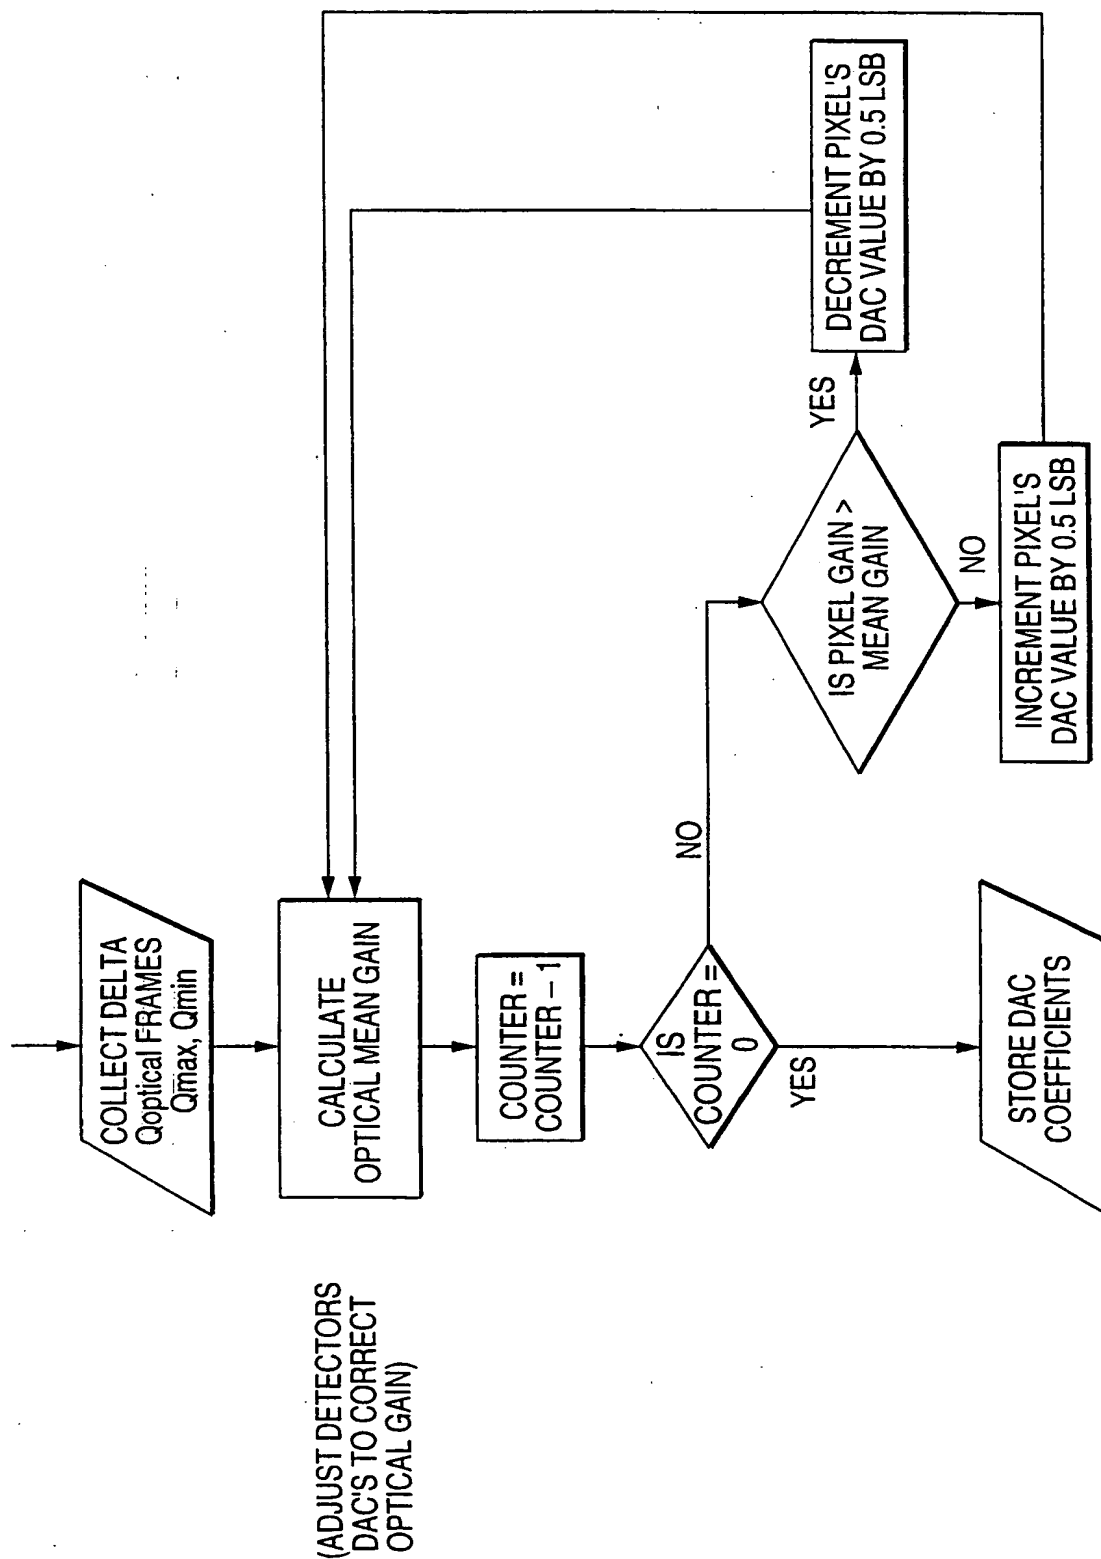 COLLECT DELTA
Qoptical FRAMES
Qmax, Qmin
(ADJUST DETECTORS
DAC'S TO CORRECT
OPTICAL GAIN)
CALCULATE
OPTICAL MEAN GAIN
COUNTER =
COUNTER – 1
IS
COUNTER =
0
NO
YES
STORE DAC
COEFFICIENTS
IS PIXEL GAIN >
MEAN GAIN
YES
NO
DECREMENT PIXEL'S
DAC VALUE BY 0.5 LSB
INCREMENT PIXEL'S
DAC VALUE BY 0.5 LSB